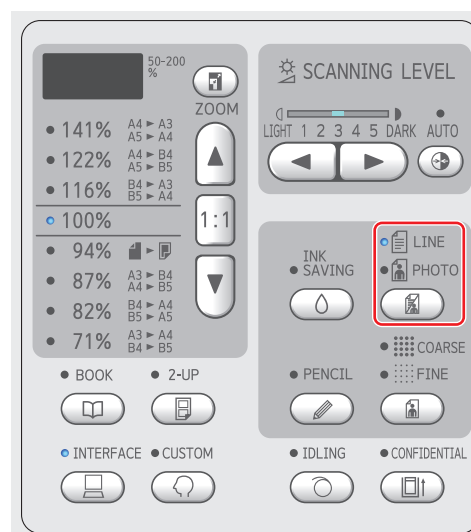 50-200
%
ZOOM
141% A4 ► A3
A5 ► A4
122% A4 ► B4
A5 ► B5
116% B4 ► A3
B5 ► A4
100%
1:1
94%
87% A3 ► B4
A4 ► B5
82% B4 ► A4
B5 ► A5
71% A3 ► A4
B4 ► B5
BOOK
2-UP
INTERFACE
CUSTOM
SCANNING LEVEL
LIGHT 1 2 3 4 5 DARK AUTO
INK
SAVING
LINE
PHOTO
COARSE
PENCIL
FINE
IDLING
CONFIDENTIAL